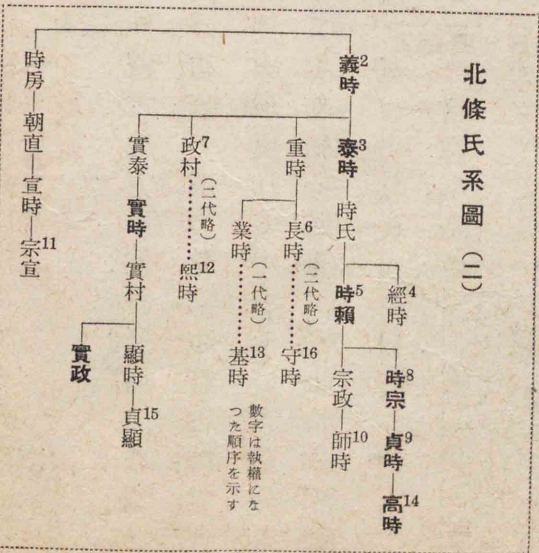 北條氏系圖（二）
義時2
泰時3
時氏
經時4
時賴5
時宗8
貞時9
高時14
宗政
師時10
重時
長時6
（二代略）
守時16
業時
（一代略）
基時13
政村7
（二代略）
熙時12
實泰
實時
實村
顯時
貞顯15
實政
時房
朝直
宣時
宗宣11
數字は執權にな
つた順序を示す